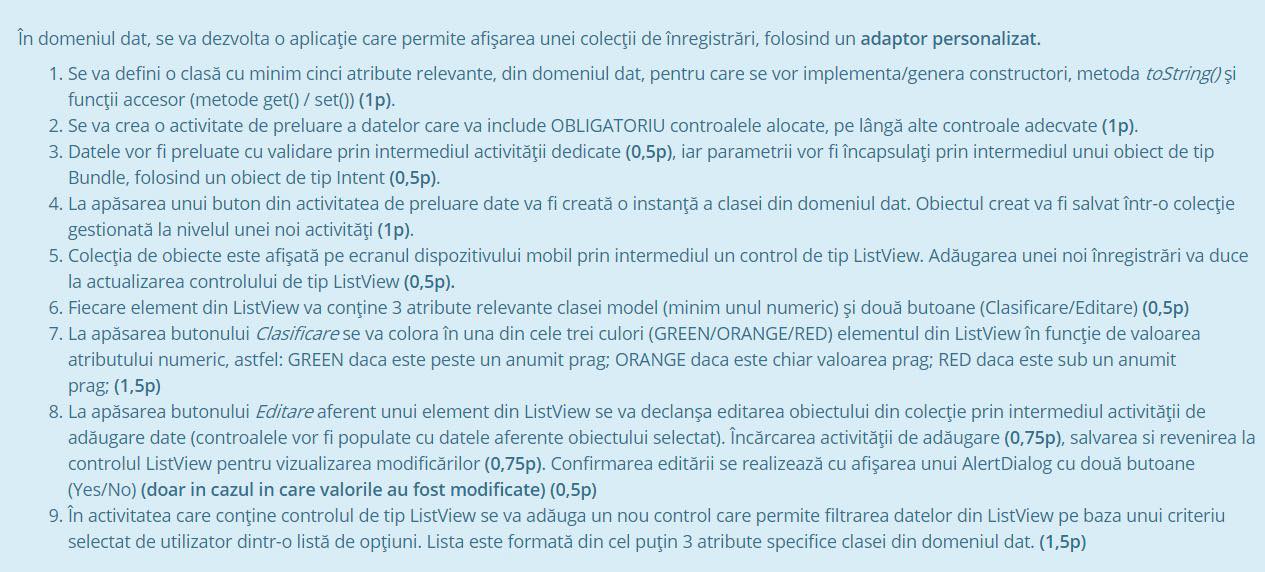 În domeniul dat, se va dezvolta o aplicaţie care permite afişarea unei colecţii de înregistrări, folosind un adaptor personalizat.
1. Se va defini o clasă cu minim cinci atribute relevante, din domeniul dat, pentru care se vor implementa/genera constructori, metoda toString() şi
funcţii accesor (metode get() / set()) (1p).
2. Se va crea o activitate de preluare a datelor care va include OBLIGATORIU controalele alocate, pe lângă alte controale adecvate (1p).
3. Datele vor fi preluate cu validare prin intermediul activităţii dedicate (0,5p), iar parametrii vor fi încapsulaţi prin intermediul unui obiect de tip
Bundle, folosind un obiect de tip Intent (0,5p).
4. La apăsarea unui buton din activitatea de preluare date va fi creată o instanţă a clasei din domeniul dat. Obiectul creat va fi salvat într-o colecţie
gestionată la nivelul unei noi activităţi (1p).
5. Colecţia de obiecte este afişată pe ecranul dispozitivului mobil prin intermediul un control de tip ListView. Adăugarea unei noi înregistrări va duce
la actualizarea controlului de tip ListView (0,5p).
6. Fiecare element din ListView va conţine 3 atribute relevante clasei model (minim unul numeric) şi două butoane (Clasificare/Editare) (0,5p)
7. La apăsarea butonului Clasificare se va colora în una din cele trei culori (GREEN/ORANGE/RED) elementul din ListView în funcţie de valoarea
atributului numeric, astfel: GREEN daca este peste un anumit prag; ORANGE daca este chiar valoarea prag; RED daca este sub un anumit
prag; (1,5p)
8. La apăsarea butonului Editare aferent unui element din ListView se va declanşa editarea obiectului din colecţie prin intermediul activităţii de
adăugare date (controalele vor fi populate cu datele aferente obiectului selectat). Încărcarea activităţii de adăugare (0,75p), salvarea si revenirea la
controlul ListView pentru vizualizarea modificărilor (0,75p). Confirmarea editării se realizează cu afişarea unui AlertDialog cu două butoane
(Yes/No) (doar in cazul in care valorile au fost modificate) (0,5p)
9. În activitatea care conţine controlul de tip ListView se va adăuga un nou control care permite filtrarea datelor din ListView pe baza unui criteriu
selectat de utilizator dintr-o listă de opţiuni. Lista este formată din cel puţin 3 atribute specifice clasei din domeniul dat. (1,5p)